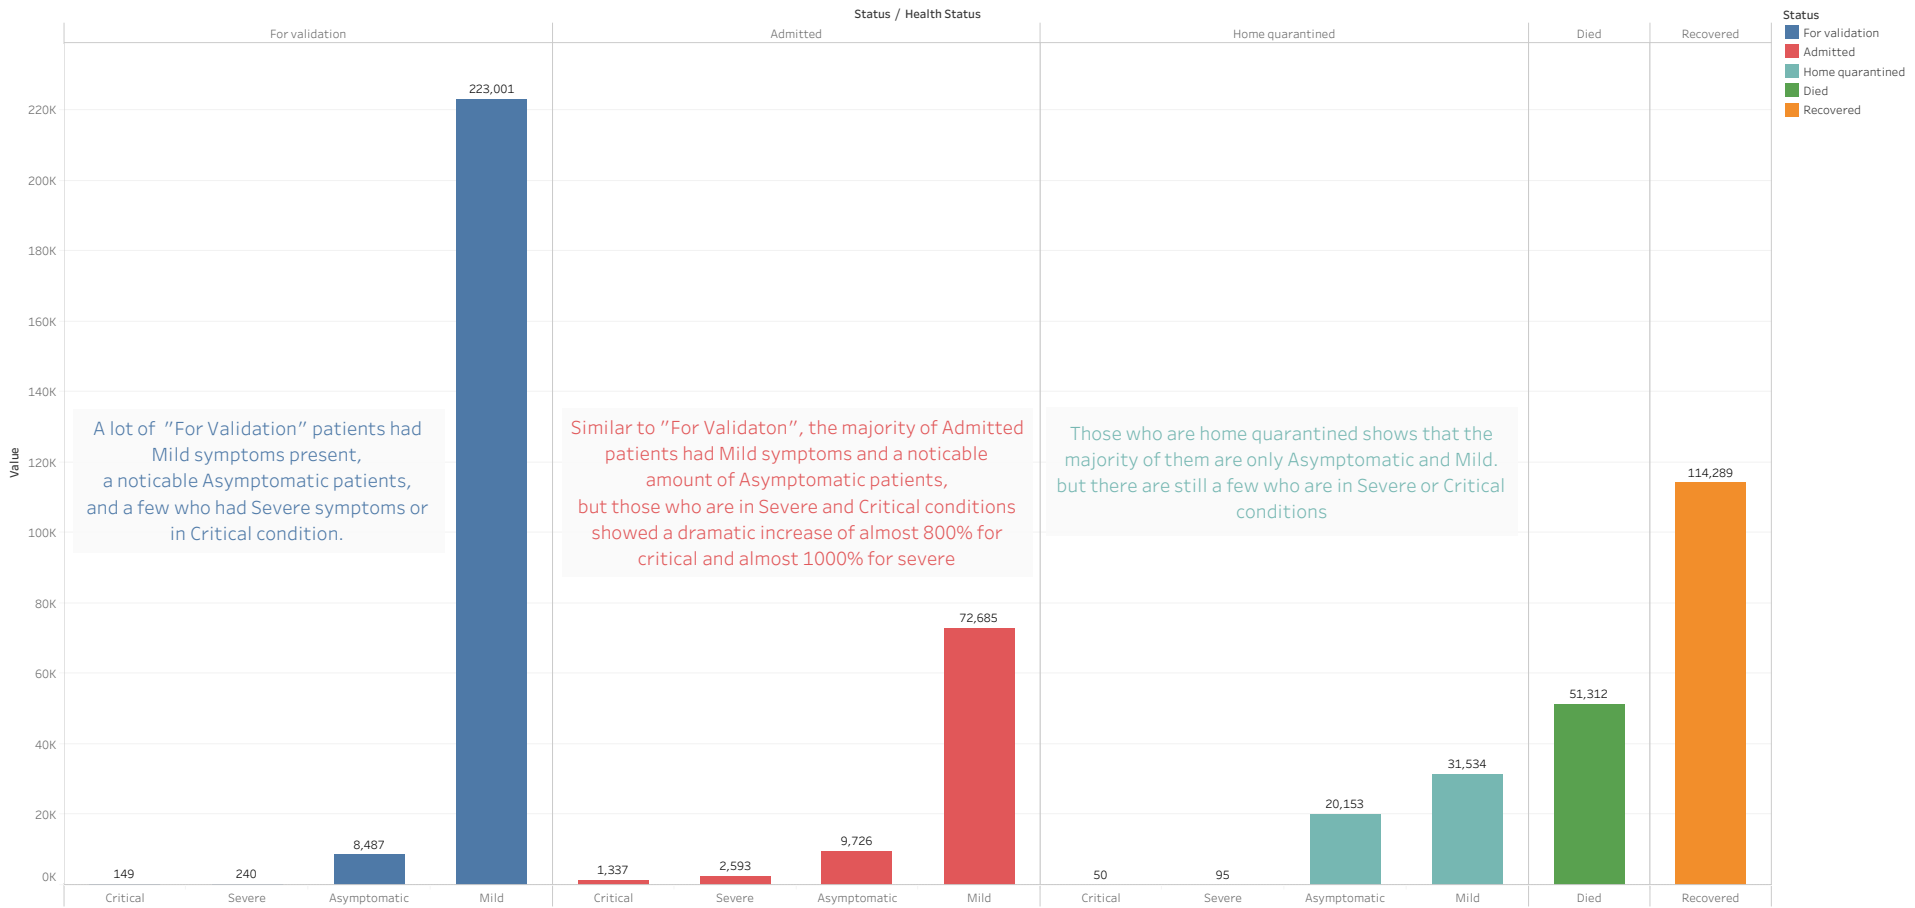 Status / Health Status
For validation
Admitted
Home quarantined
Died
Recovered
Status
For validation
Admitted
Home quarantined
Died
Recovered
Value
220K
200K
180K
160K
140K
120K
100K
80K
60K
40K
20K
0K
223,001
8,487
240
149
A lot of "For Validation" patients had
Mild symptoms present,
a noticable Asymptomatic patients,
and a few who had Severe symptoms or
in Critical condition.
Similar to "For Validaton", the majority of Admitted
patients had Mild symptoms and a noticable
amount of Asymptomatic patients,
but those who are in Severe and Critical conditions
showed a dramatic increase of almost 800% for
critical and almost 1000% for severe
72,685
9,726
2,593
1,337
Those who are home quarantined shows that the
majority of them are only Asymptomatic and Mild.
but there are still a few who are in Severe or Critical
conditions
50
95
20,153
31,534
51,312
114,289
Critical
Severe
Asymptomatic
Mild
Critical
Severe
Asymptomatic
Mild
Critical
Severe
Asymptomatic
Mild
Died
Recovered